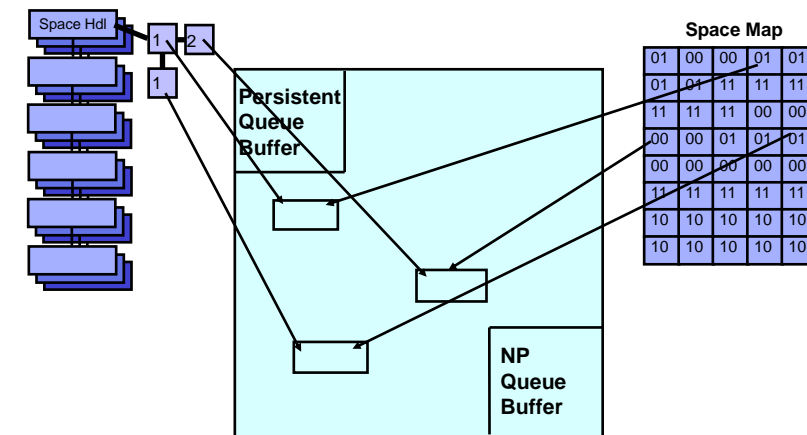 Space Hdl
1 2
1
Persistent
Queue
Buffer
NP
Queue
Buffer
Space Map
01 00 00 01 01
01 01 11 11 11
11 11 11 00 00
00 00 01 01 01
00 00 00 00 00
11 11 11 11 11
10 10 10 10 10
10 10 10 10 10